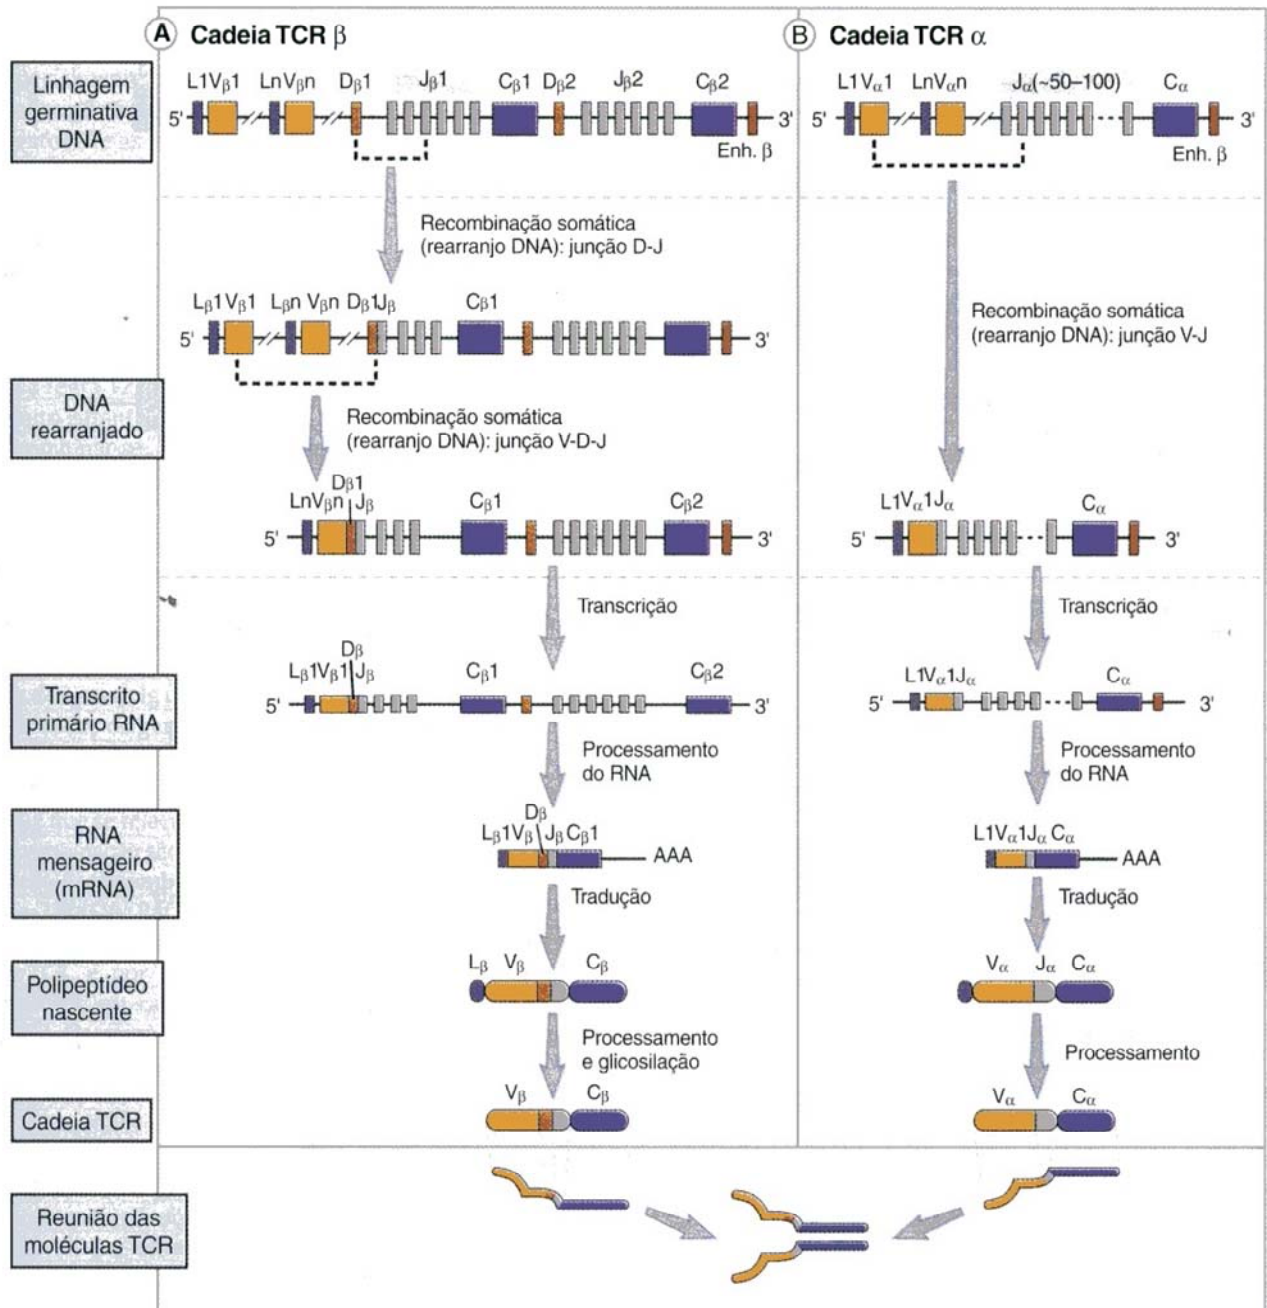 A Cadeia TCR β
B Cadeia TCR α
Linhagem
germinativa
DNA
L1Vβ1 LnVβn Dβ1 Jβ1 Cβ1 Dβ2 Jβ2 Cβ2
5' 3'
Enh. β
L1Vα1 LnVαn Jα(~50–100) Cα
5' 3'
Enh. β
Recombinação somática
(rearranjo DNA): junção D-J
Lβ1Vβ1 Lβn Vβn Dβ1Jβ Cβ1
5' 3'
Recombinação somática
(rearranjo DNA): junção V-J
DNA
rearranjado
Recombinação somática
(rearranjo DNA): junção V-D-J
Dβ1
LnVβn Jβ Cβ1 Cβ2
5' 3'
L1Vα1Jα Cα
5' 3'
Transcrição
Transcrição
Transcrito
primário RNA
Dβ
Lβ1Vβ1 Jβ Cβ1 Cβ2
5' 3'
L1Vα1Jα Cα
5' 3'
Processamento
do RNA
Processamento
do RNA
RNA
mensageiro
(mRNA)
Dβ
Lβ1Vβ JβCβ1
AAA
L1Vα1Jα Cα
AAA
Tradução
Tradução
Polipeptídeo
nascente
Lβ Vβ Cβ
Vα Jα Cα
Processamento
e glicosilação
Processamento
Cadeia TCR
Vβ Cβ
Vα Cα
Reunião das
moléculas TCR